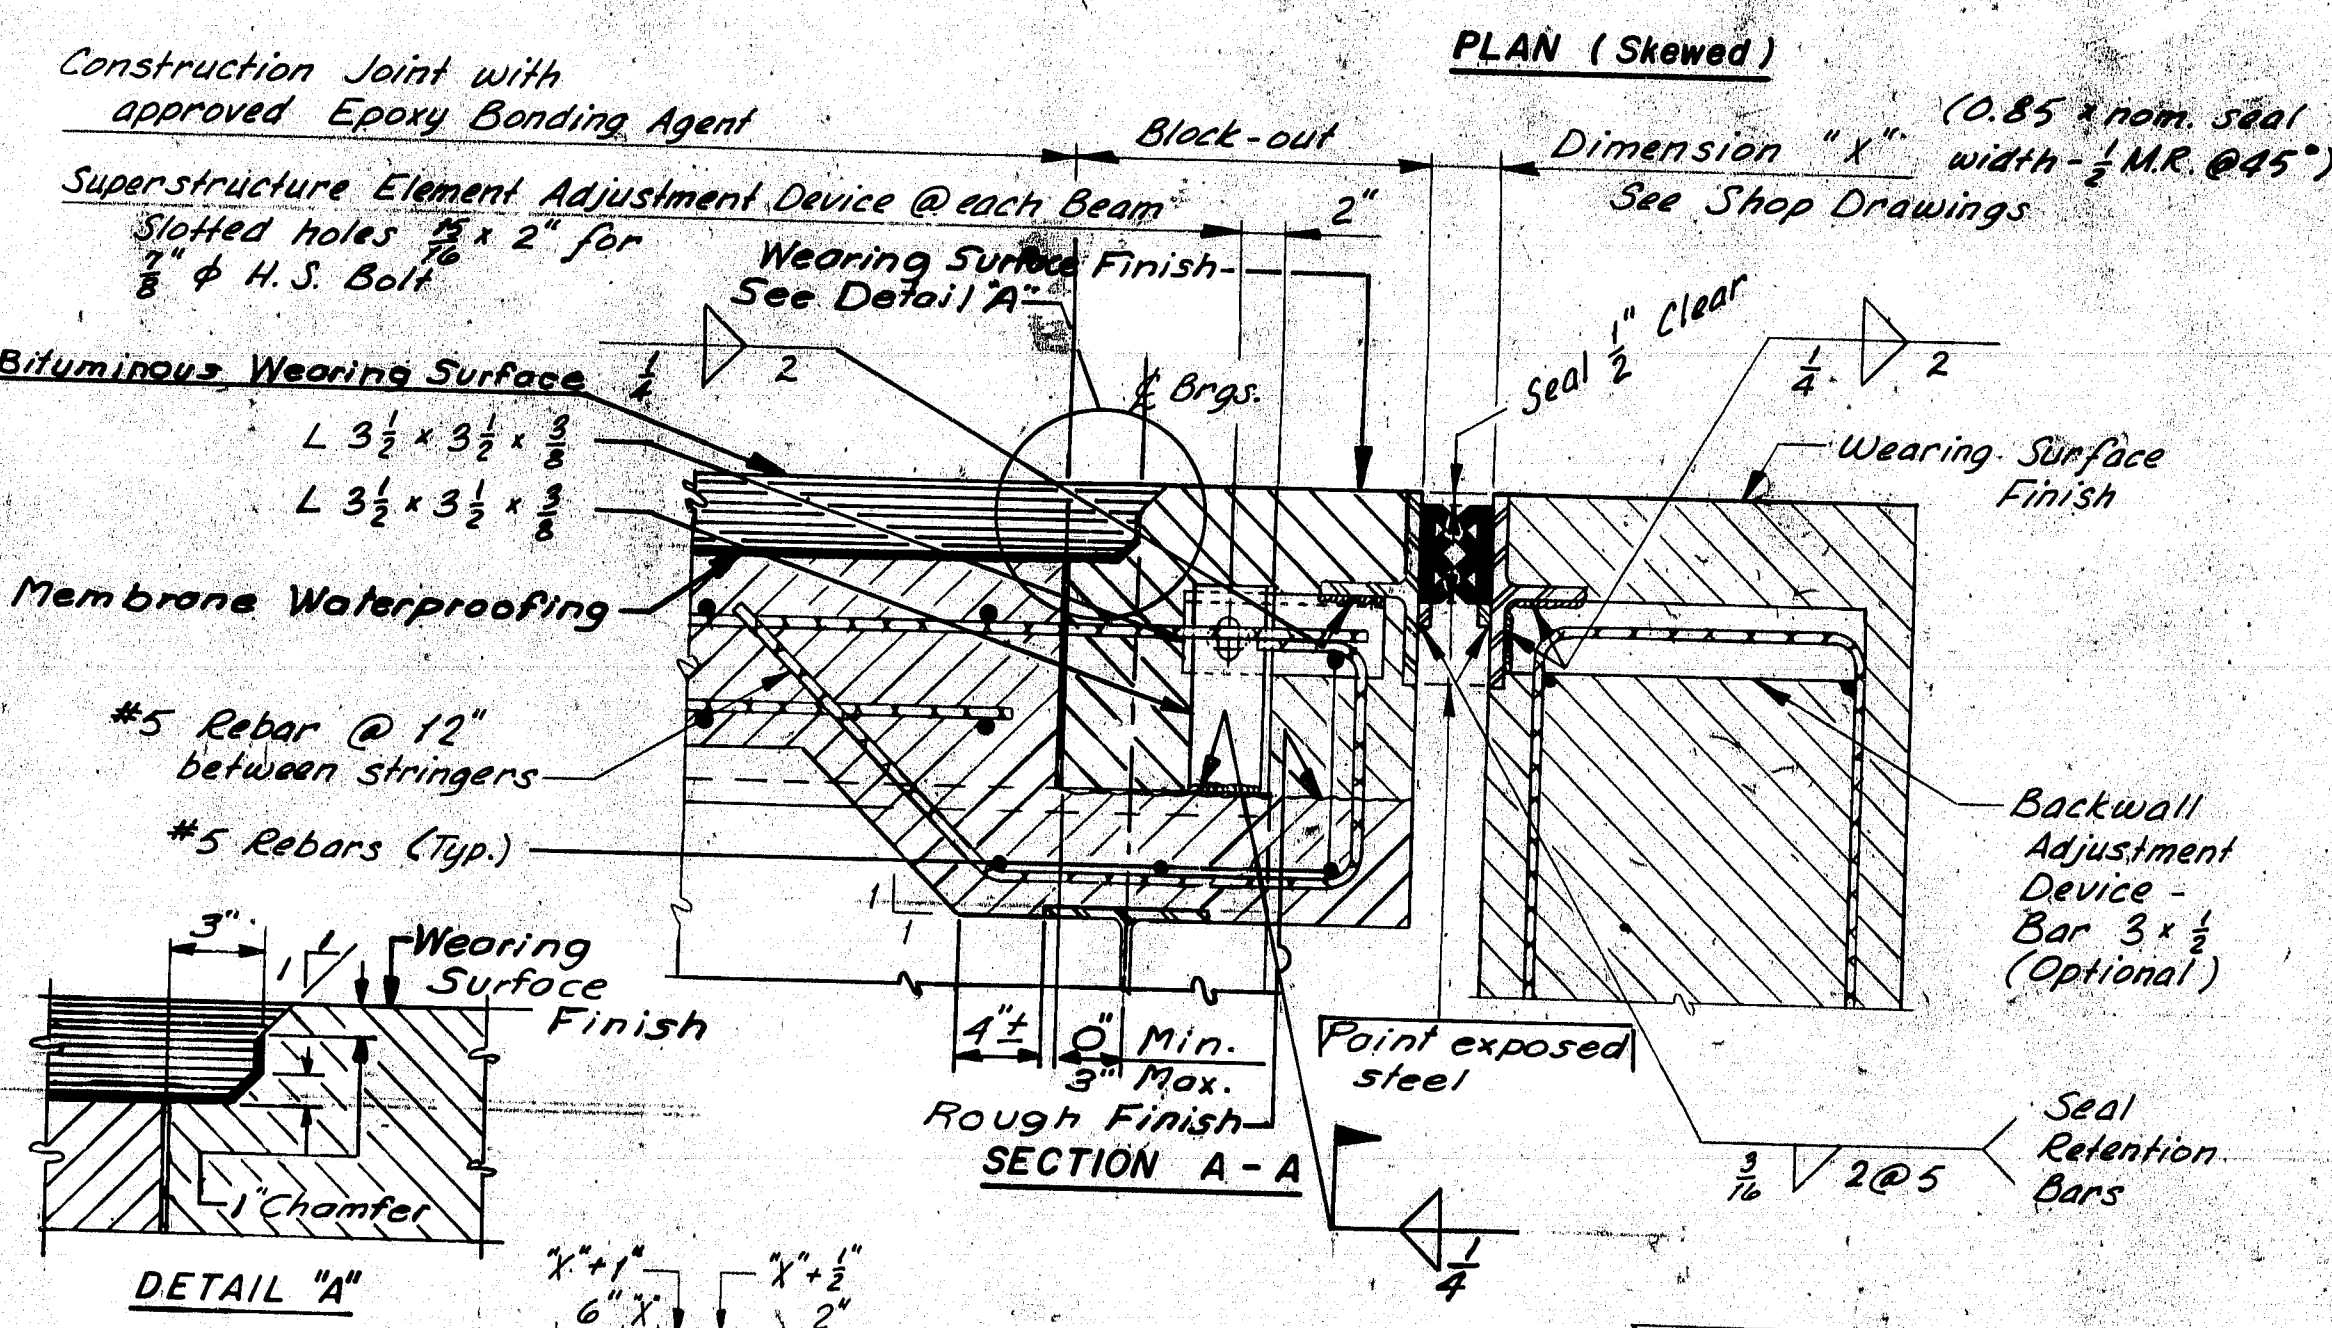 PLAN (Skewed)
Construction Joint with
approved Epoxy Bonding Agent
Block-out
Dimension "X"
(0.85 x nom. seal
width - 1/2 M.R. @ 45°)
See Shop Drawings
Superstructure Element Adjustment Device @ each Beam
2"
Slotted holes 15/16 x 2" for
7/8" ϕ H.S. Bolt
Wearing Surface Finish
See Detail "A"
1/4 2
Seal 1/2" Clear
1/4 2
Bituminous Wearing Surface
℄ Brgs.
L 3 1/2 x 3 1/2 x 3/8
L 3 1/2 x 3 1/2 x 3/8
Wearing Surface
Finish
Membrane Waterproofing
#5 Rebar @ 12"
between stringers
#5 Rebars (Typ.)
1
1
Backwall
Adjustment
Device -
Bar 3 x 1/2
(Optional)
3"
1
1
Wearing
Surface
Finish
4"±
0" Min.
3" Max.
Paint exposed
steel
Rough Finish
SECTION A-A
Seal
Retention
Bars
3/16 2@5
1" Chamfer
1/4
DETAIL "A"
"X"+1"
"X"+1/2"
6" "X"
2"